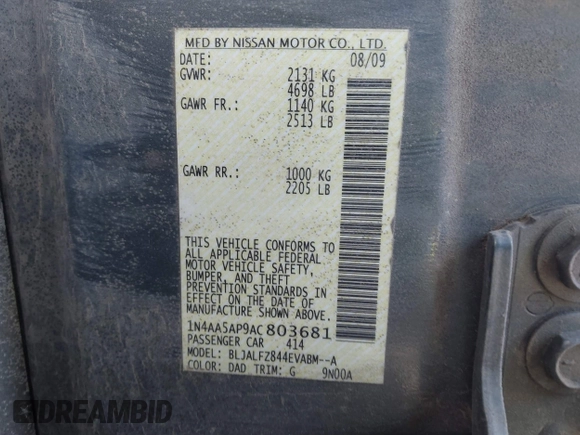 MFD BY NISSAN MOTOR CO., LTD.
DATE: 08/09
GVWR: 2131 KG
4698 LB
GAWR FR.: 1140 KG
2513 LB
GAWR RR.: 1000 KG
2205 LB
THIS VEHICLE CONFORMS TO
ALL APPLICABLE FEDERAL
MOTOR VEHICLE SAFETY,
BUMPER, AND THEFT
PREVENTION STANDARDS IN
EFFECT ON THE DATE OF
MANUFACTURE SHOWN ABOVE.
1N4AA5AP9AC803681
PASSENGER CAR 414
MODEL: BLJALFZ844EVABM--A
COLOR: DAD TRIM: G 9N00A
DREAMBID